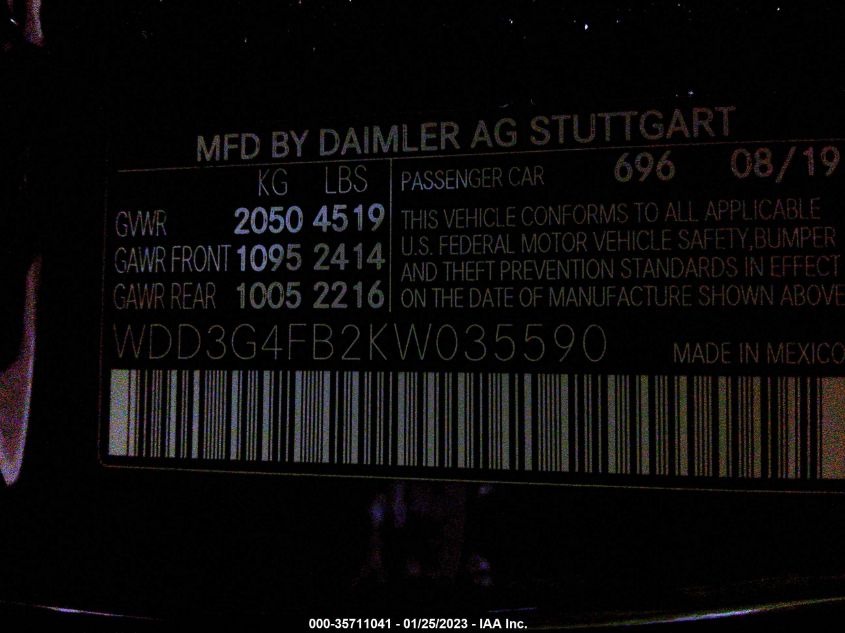 MFD BY DAIMLER AG STUTTGART
KG LBS
GVWR 2050 4519
GAWR FRONT 1095 2414
GAWR REAR 1005 2216
PASSENGER CAR 696 08/19
THIS VEHICLE CONFORMS TO ALL APPLICABLE
U.S. FEDERAL MOTOR VEHICLE SAFETY,BUMPER
AND THEFT PREVENTION STANDARDS IN EFFECT
ON THE DATE OF MANUFACTURE SHOWN ABOVE
WDD3G4FB2KW035590
MADE IN MEXICO
000-35711041 - 01/25/2023 - IAA Inc.